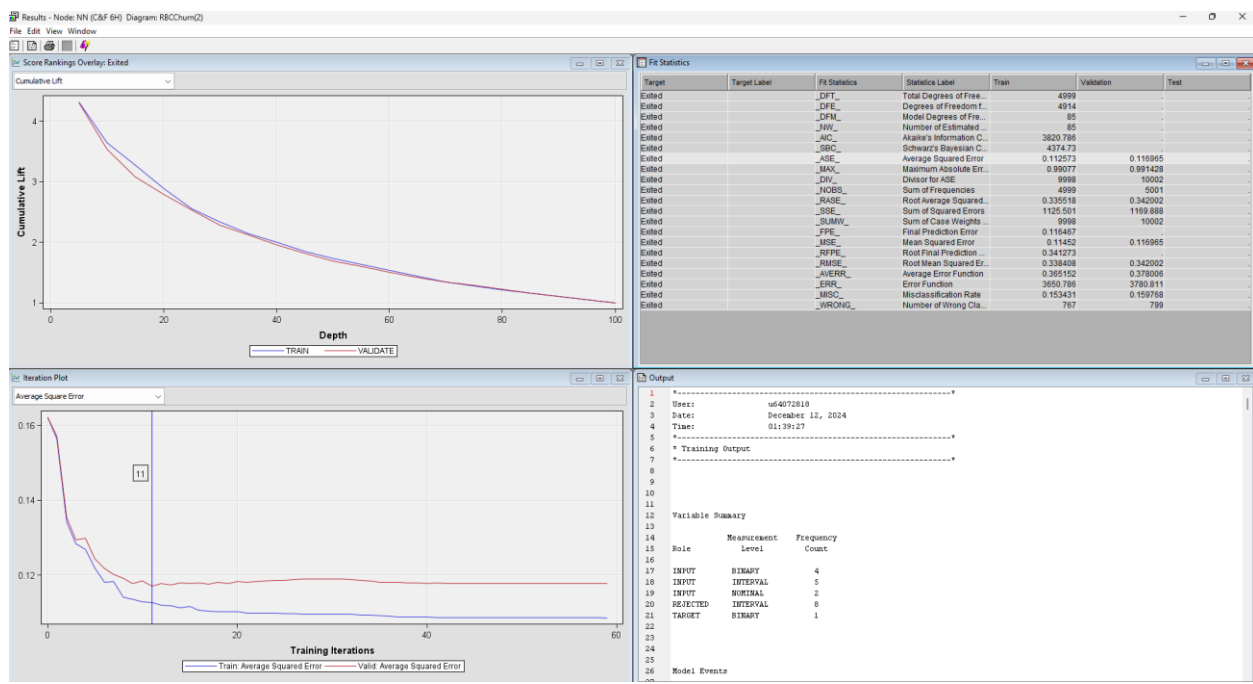 Results - Node: NN (C&F 6H) Diagram: RBCChurn(2)
File Edit View Window
Score Rankings Overlay: Exited
Cumulative Lift
Cumulative Lift
4
3
2
1
0 20 40 60 80 100
Depth
TRAIN VALIDATE
Fit Statistics
Target Target Label Fit Statistics Statistics Label Train Validation Test
Exited _DFT_ Total Degrees of Free... 4999 . .
Exited _DFE_ Degrees of Freedom f... 4914 . .
Exited _DFM_ Model Degrees of Fre... 85 . .
Exited _NW_ Number of Estimated ... 85 . .
Exited _AIC_ Akaike's Information C... 3820.786 . .
Exited _SBC_ Schwarz's Bayesian C... 4374.73 . .
Exited _ASE_ Average Squared Error 0.112573 0.116965 .
Exited _MAX_ Maximum Absolute Err... 0.99077 0.991428 .
Exited _DIV_ Divisor for ASE 9998 10002 .
Exited _NOBS_ Sum of Frequencies 4999 5001 .
Exited _RASE_ Root Average Squared... 0.335518 0.342002 .
Exited _SSE_ Sum of Squared Errors 1125.501 1169.888 .
Exited _SUMW_ Sum of Case Weights ... 9998 10002 .
Exited _FPE_ Final Prediction Error 0.116467 . .
Exited _MSE_ Mean Squared Error 0.11452 0.116965 .
Exited _RFPE_ Root Final Prediction ... 0.341273 . .
Exited _RMSE_ Root Mean Squared Er... 0.338408 0.342002 .
Exited _AVERR_ Average Error Function 0.365152 0.378006 .
Exited _ERR_ Error Function 3650.786 3780.811 .
Exited _MISC_ Misclassification Rate 0.153431 0.159768 .
Exited _WRONG_ Number of Wrong Cla... 767 799 .
Iteration Plot
Average Square Error
0.16
0.14
0.12
11
0 20 40 60
Training Iterations
Train: Average Squared Error Valid: Average Squared Error
Output
1 *------------------------------------------------------------*
2 User: u64072818
3 Date: December 12, 2024
4 Time: 01:39:27
5 *------------------------------------------------------------*
6 * Training Output
7 *------------------------------------------------------------*
8
9
10
11
12 Variable Summary
13
14 Measurement Frequency
15 Role Level Count
16
17 INPUT BINARY 4
18 INPUT INTERVAL 5
19 INPUT NOMINAL 2
20 REJECTED INTERVAL 8
21 TARGET BINARY 1
22
23
24
25
26 Model Events